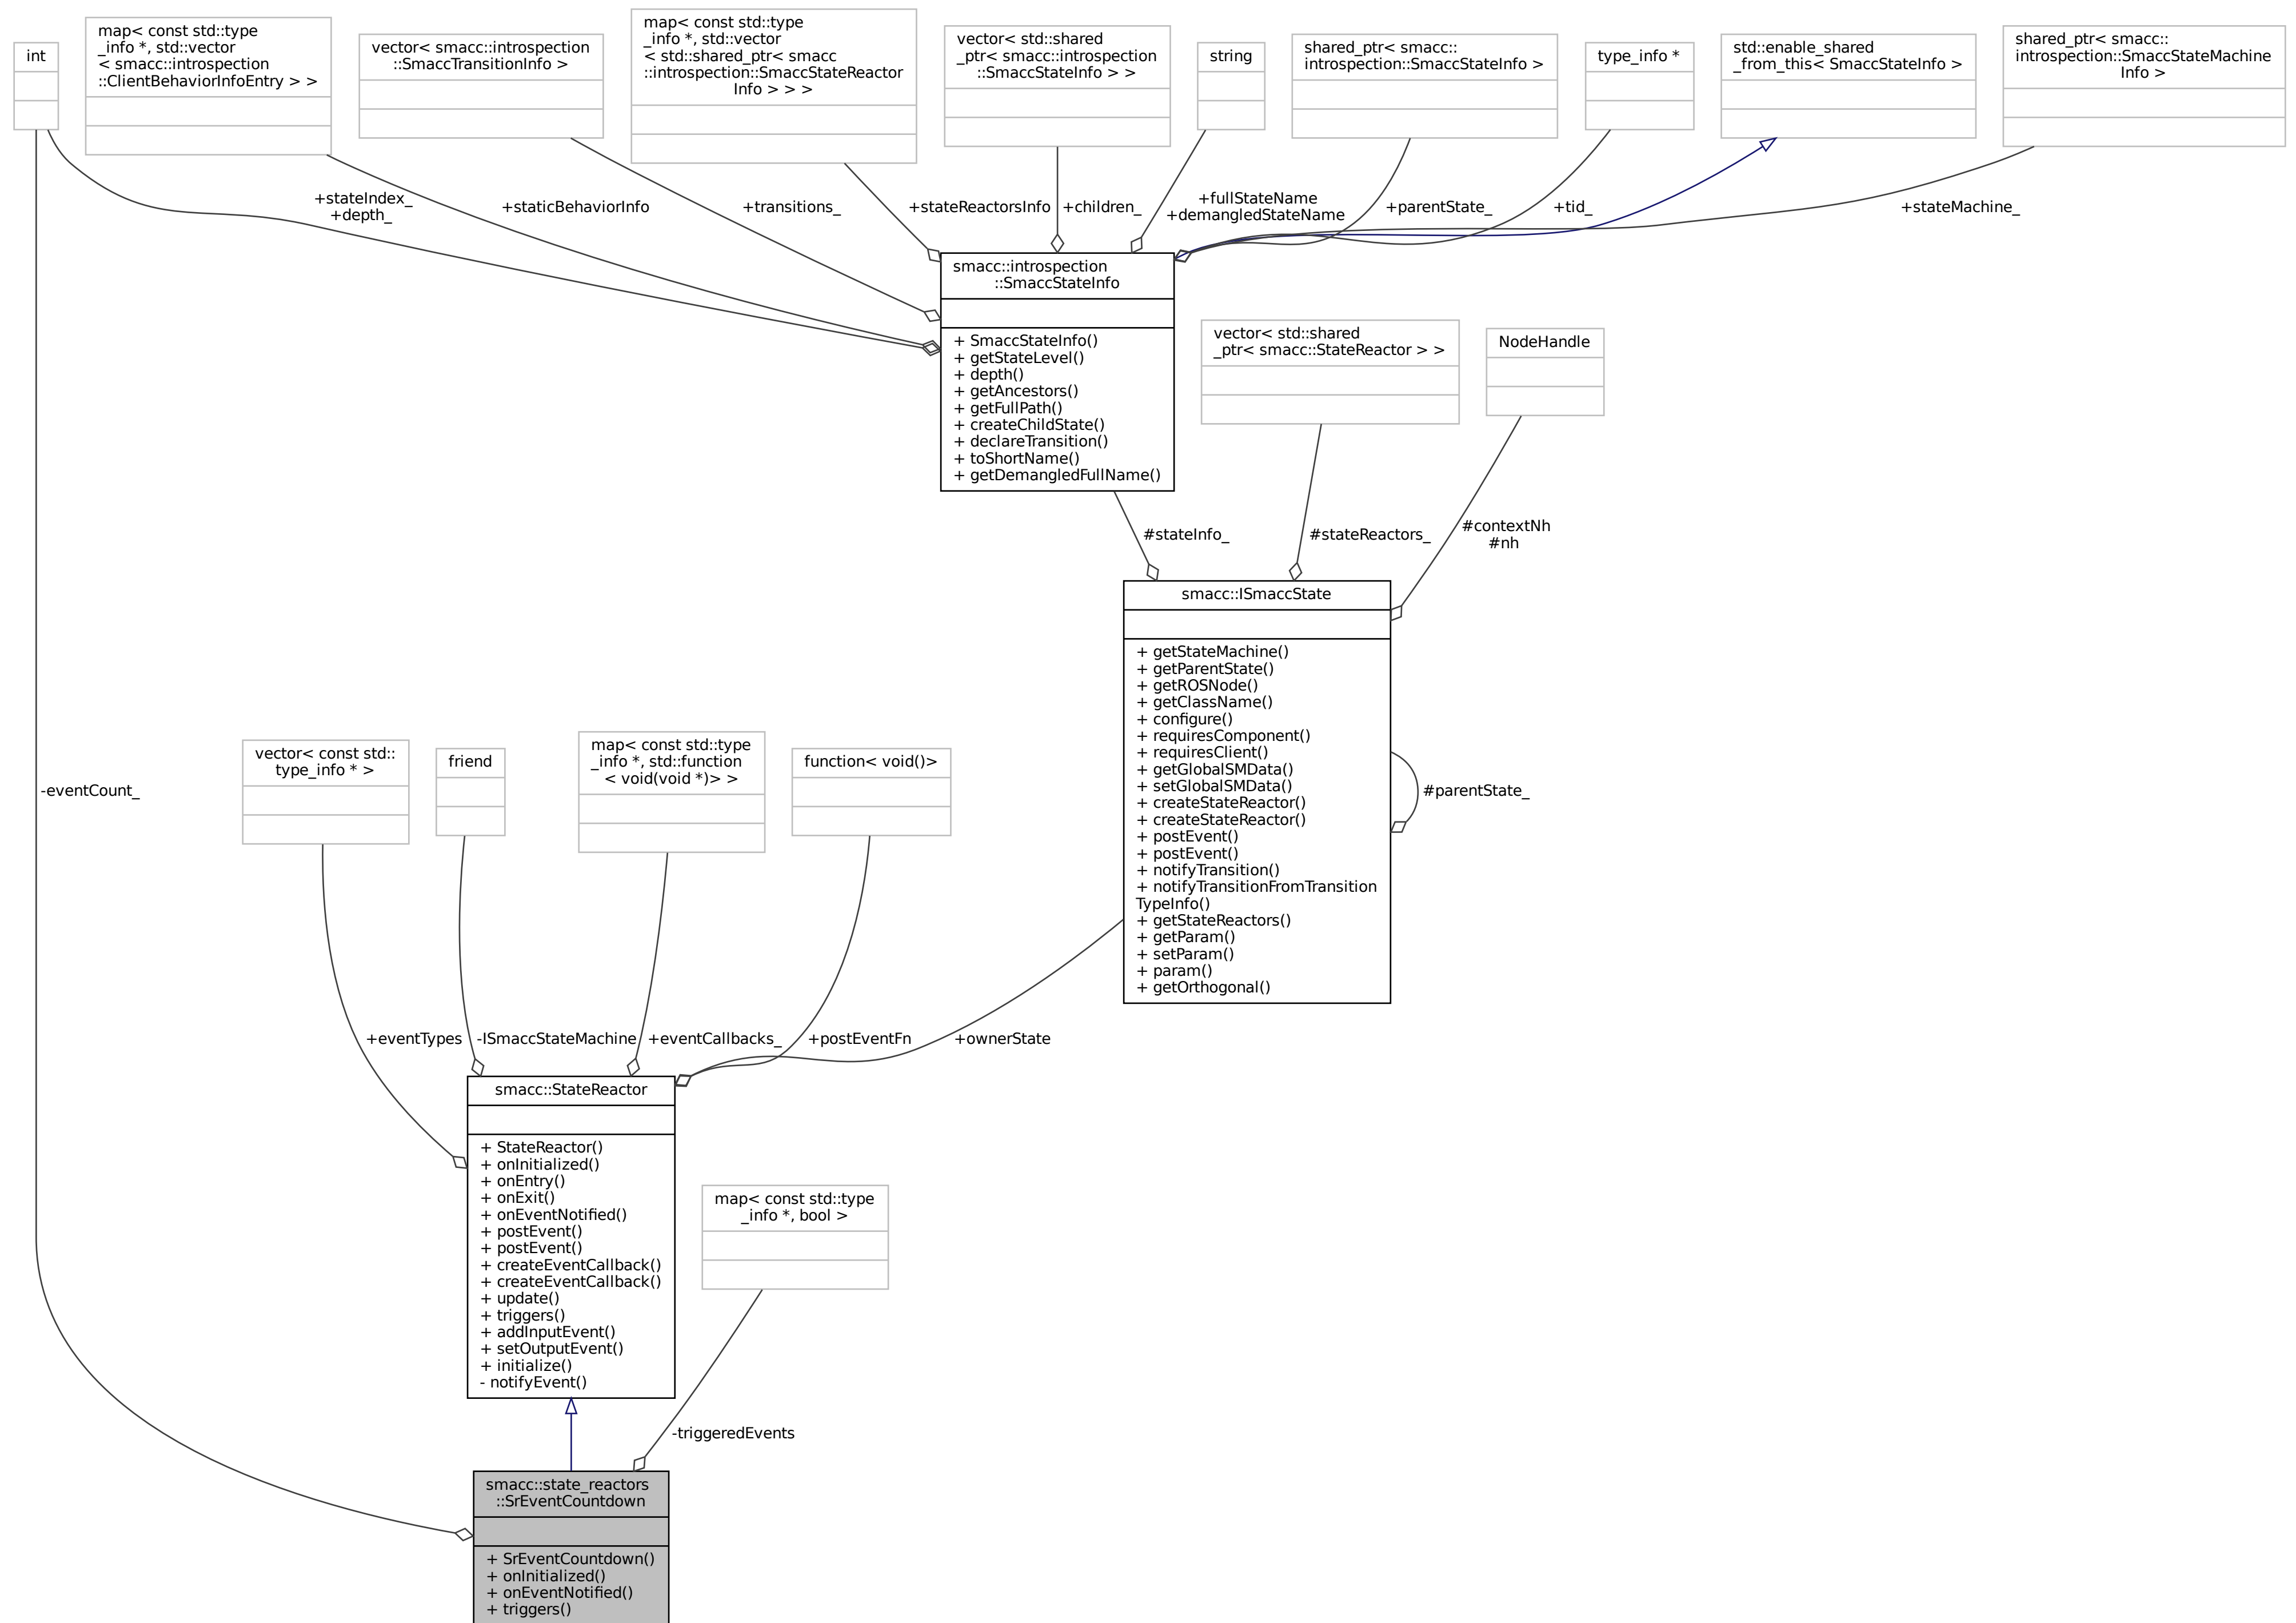 int
map< const std::type
_info *, std::vector
< smacc::introspection
::ClientBehaviorInfoEntry > >
vector< smacc::introspection
::SmaccTransitionInfo >
map< const std::type
_info *, std::vector
< std::shared_ptr< smacc
::introspection::SmaccStateReactor
Info > > >
vector< std::shared
_ptr< smacc::introspection
::SmaccStateInfo > >
string
shared_ptr< smacc::
introspection::SmaccStateInfo >
type_info *
std::enable_shared
_from_this< SmaccStateInfo >
shared_ptr< smacc::
introspection::SmaccStateMachine
Info >
+stateIndex_
+depth_
+staticBehaviorInfo
+transitions_
+stateReactorsInfo
+children_
+fullStateName
+demangledStateName
+parentState_
+tid_
+stateMachine_
smacc::introspection
::SmaccStateInfo
+ SmaccStateInfo()
+ getStateLevel()
+ depth()
+ getAncestors()
+ getFullPath()
+ createChildState()
+ declareTransition()
+ toShortName()
+ getDemangledFullName()
vector< std::shared
_ptr< smacc::StateReactor > >
NodeHandle
#stateInfo_
#stateReactors_
#contextNh
#nh
smacc::ISmaccState
+ getStateMachine()
+ getParentState()
+ getROSNode()
+ getClassName()
+ configure()
+ requiresComponent()
+ requiresClient()
+ getGlobalSMData()
+ setGlobalSMData()
+ createStateReactor()
+ createStateReactor()
+ postEvent()
+ postEvent()
+ notifyTransition()
+ notifyTransitionFromTransition
TypeInfo()
+ getStateReactors()
+ getParam()
+ setParam()
+ param()
+ getOrthogonal()
#parentState_
-eventCount_
vector< const std::
type_info * >
friend
map< const std::type
_info *, std::function
< void(void *)> >
function< void()>
+eventTypes
-ISmaccStateMachine
+eventCallbacks_
+postEventFn
+ownerState
smacc::StateReactor
+ StateReactor()
+ onInitialized()
+ onEntry()
+ onExit()
+ onEventNotified()
+ postEvent()
+ postEvent()
+ createEventCallback()
+ createEventCallback()
+ update()
+ triggers()
+ addInputEvent()
+ setOutputEvent()
+ initialize()
- notifyEvent()
map< const std::type
_info *, bool >
-triggeredEvents
smacc::state_reactors
::SrEventCountdown
+ SrEventCountdown()
+ onInitialized()
+ onEventNotified()
+ triggers()